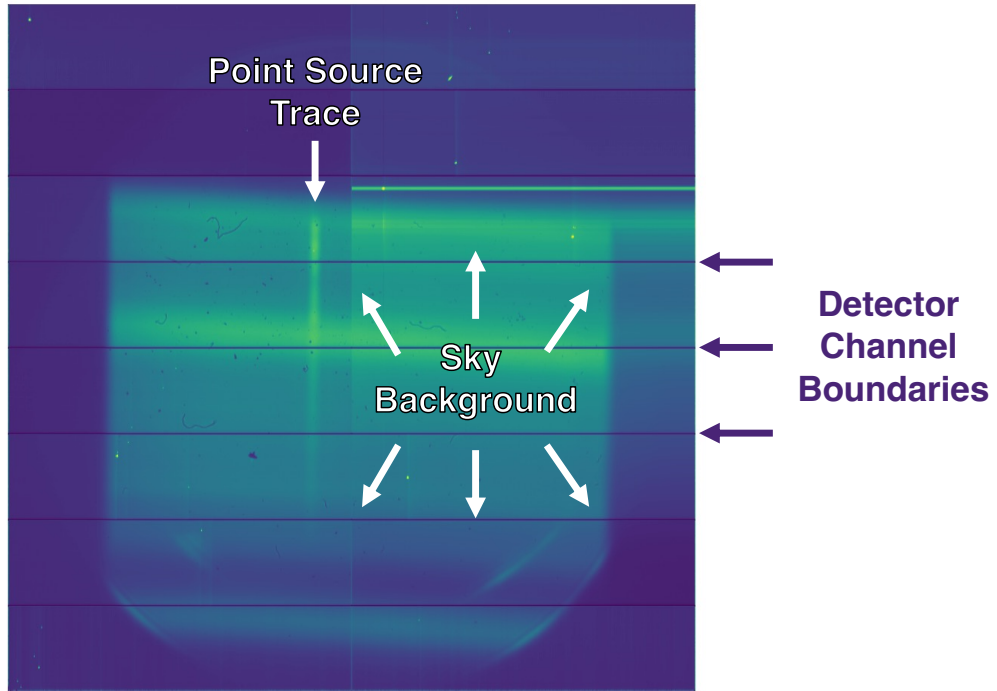 Point Source
Trace
Sky
Background
Detector
Channel
Boundaries